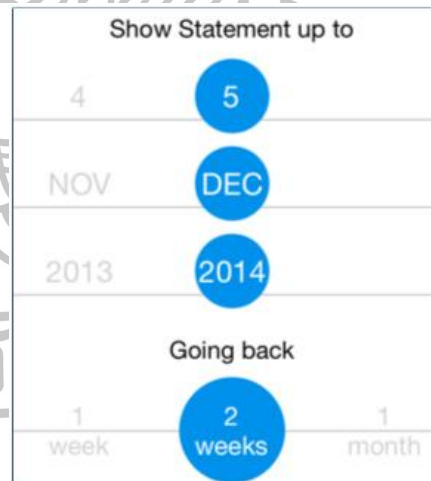 Show Statement up to
4 5
NOV DEC
2013 2014
Going back
1 2 1
week weeks month